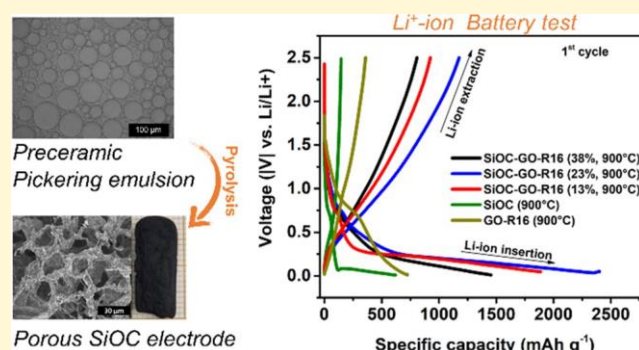 100 µm
Preceramic
Pickering emulsion
Pyrolysis
30 µm
Porous SiOC electrode
Li⁺-ion Battery test
1ˢᵗ cycle
Voltage (|V| vs. Li/Li+)
2.5
2.0
1.5
1.0
0.5
0.0
Li-ion extraction
SiOC-GO-R16 (38%, 900°C)
SiOC-GO-R16 (23%, 900°C)
SiOC-GO-R16 (13%, 900°C)
SiOC (900°C)
GO-R16 (900°C)
Li-ion insertion
0 500 1000 1500 2000 2500
Specific capacity (mAh g⁻¹)